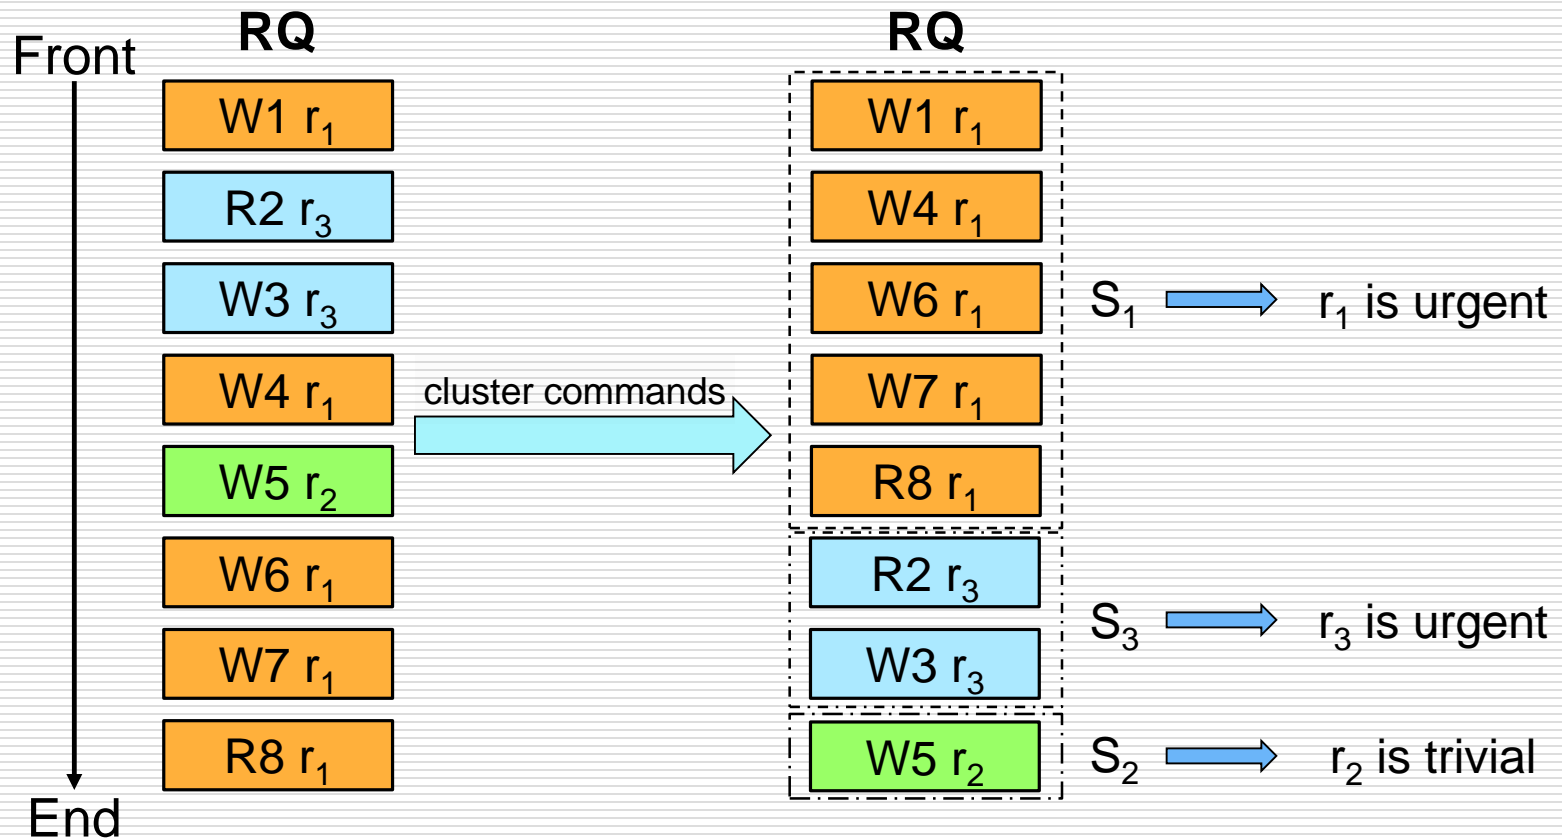 RQ
Front
W1 r₁
R2 r₃
W3 r₃
W4 r₁
W5 r₂
W6 r₁
W7 r₁
R8 r₁
End
cluster commands
RQ
W1 r₁
W4 r₁
W6 r₁
W7 r₁
R8 r₁
R2 r₃
W3 r₃
W5 r₂
S₁ r₁ is urgent
S₃ r₃ is urgent
S₂ r₂ is trivial